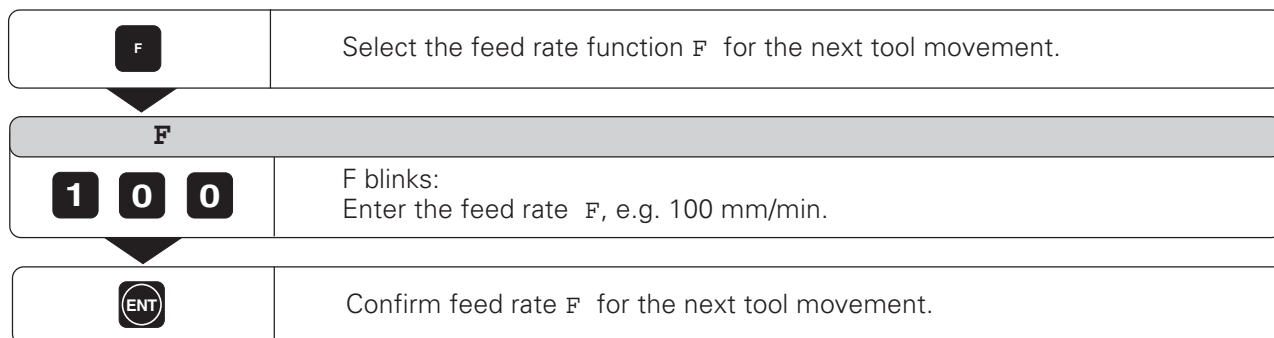 F
Select the feed rate function F for the next tool movement.
F
1 0 0
F blinks:
Enter the feed rate F, e.g. 100 mm/min.
ENT
Confirm feed rate F for the next tool movement.